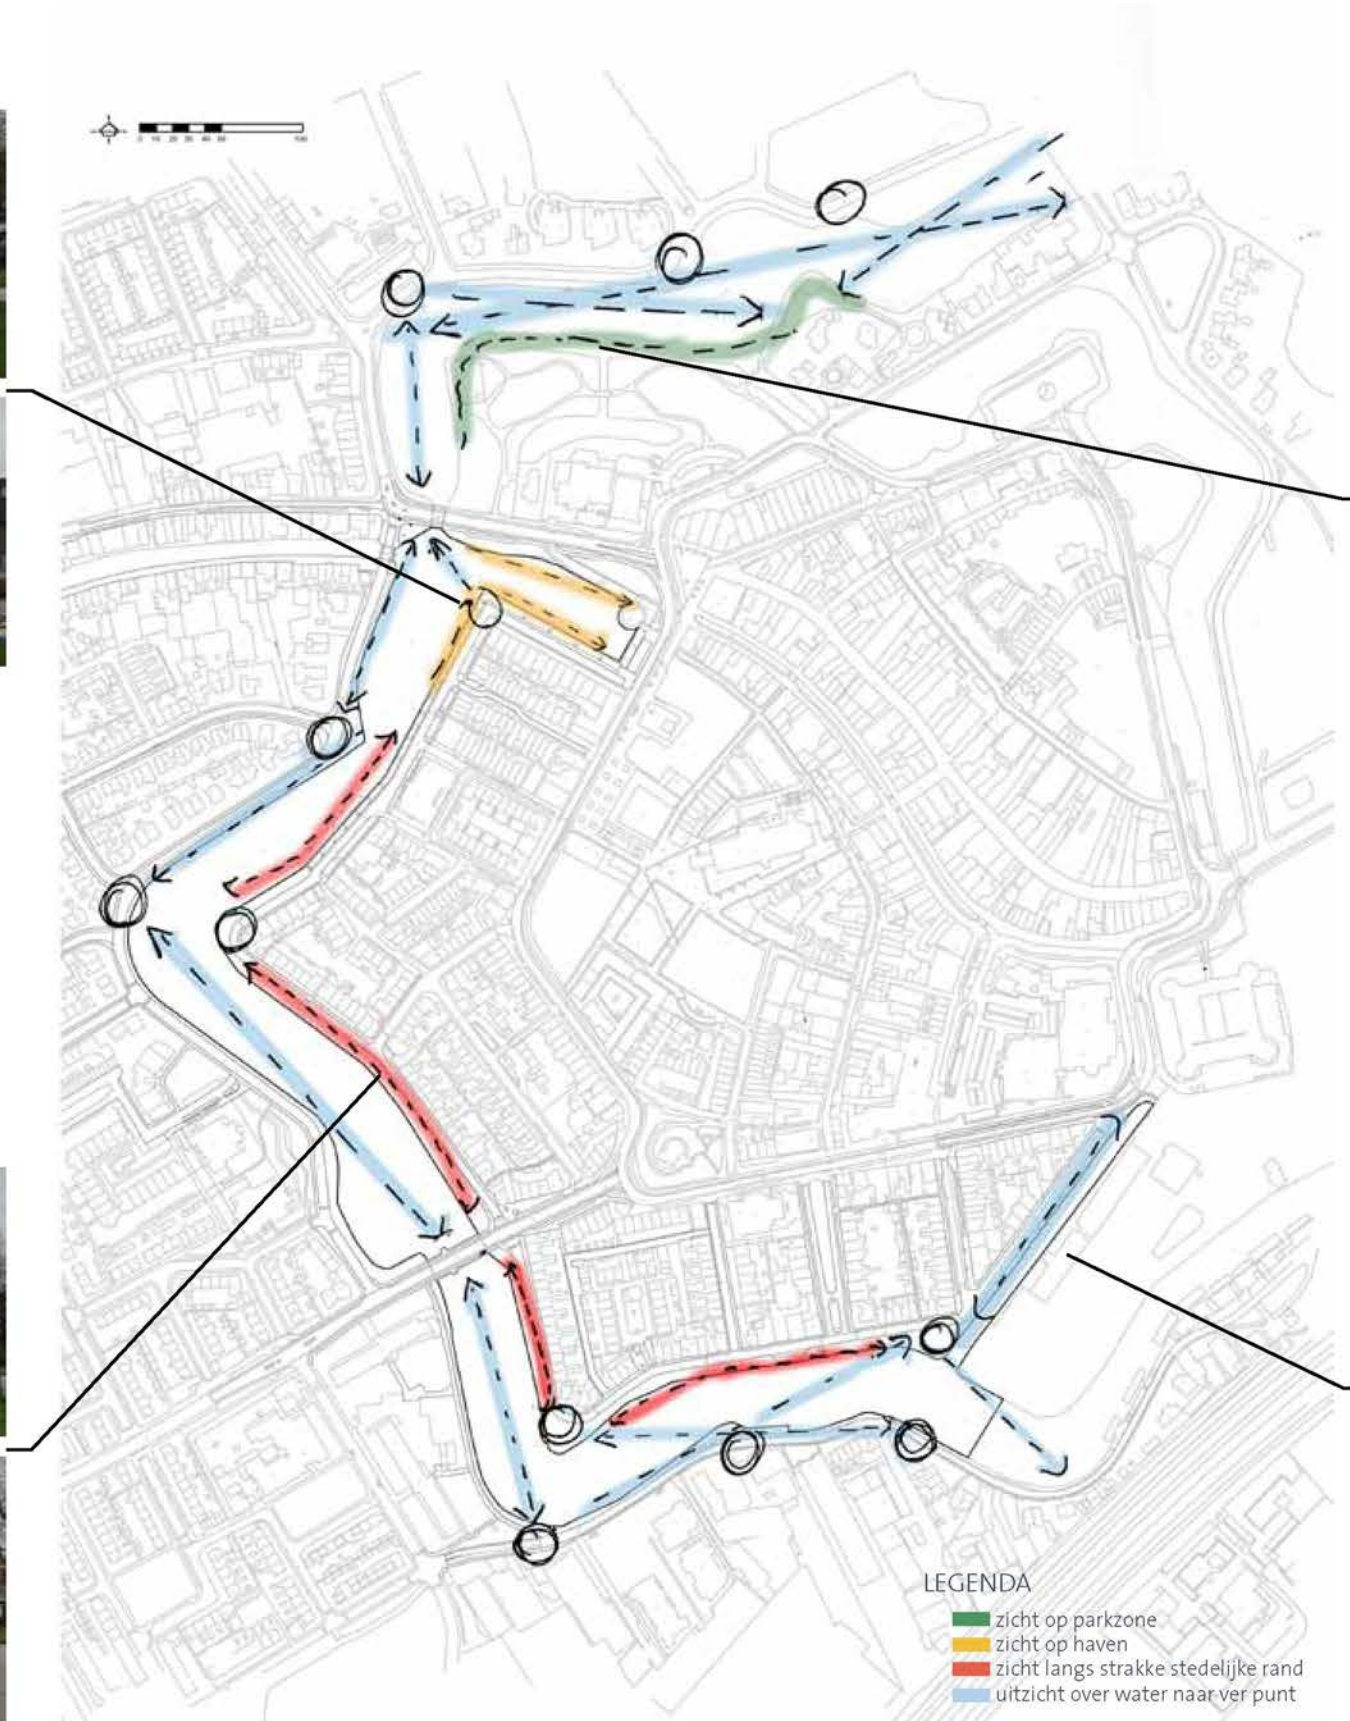 LEGENDA
zicht op parkzone
zicht op haven
zicht langs strakke stedelijke rand
uitzicht over water naar ver punt